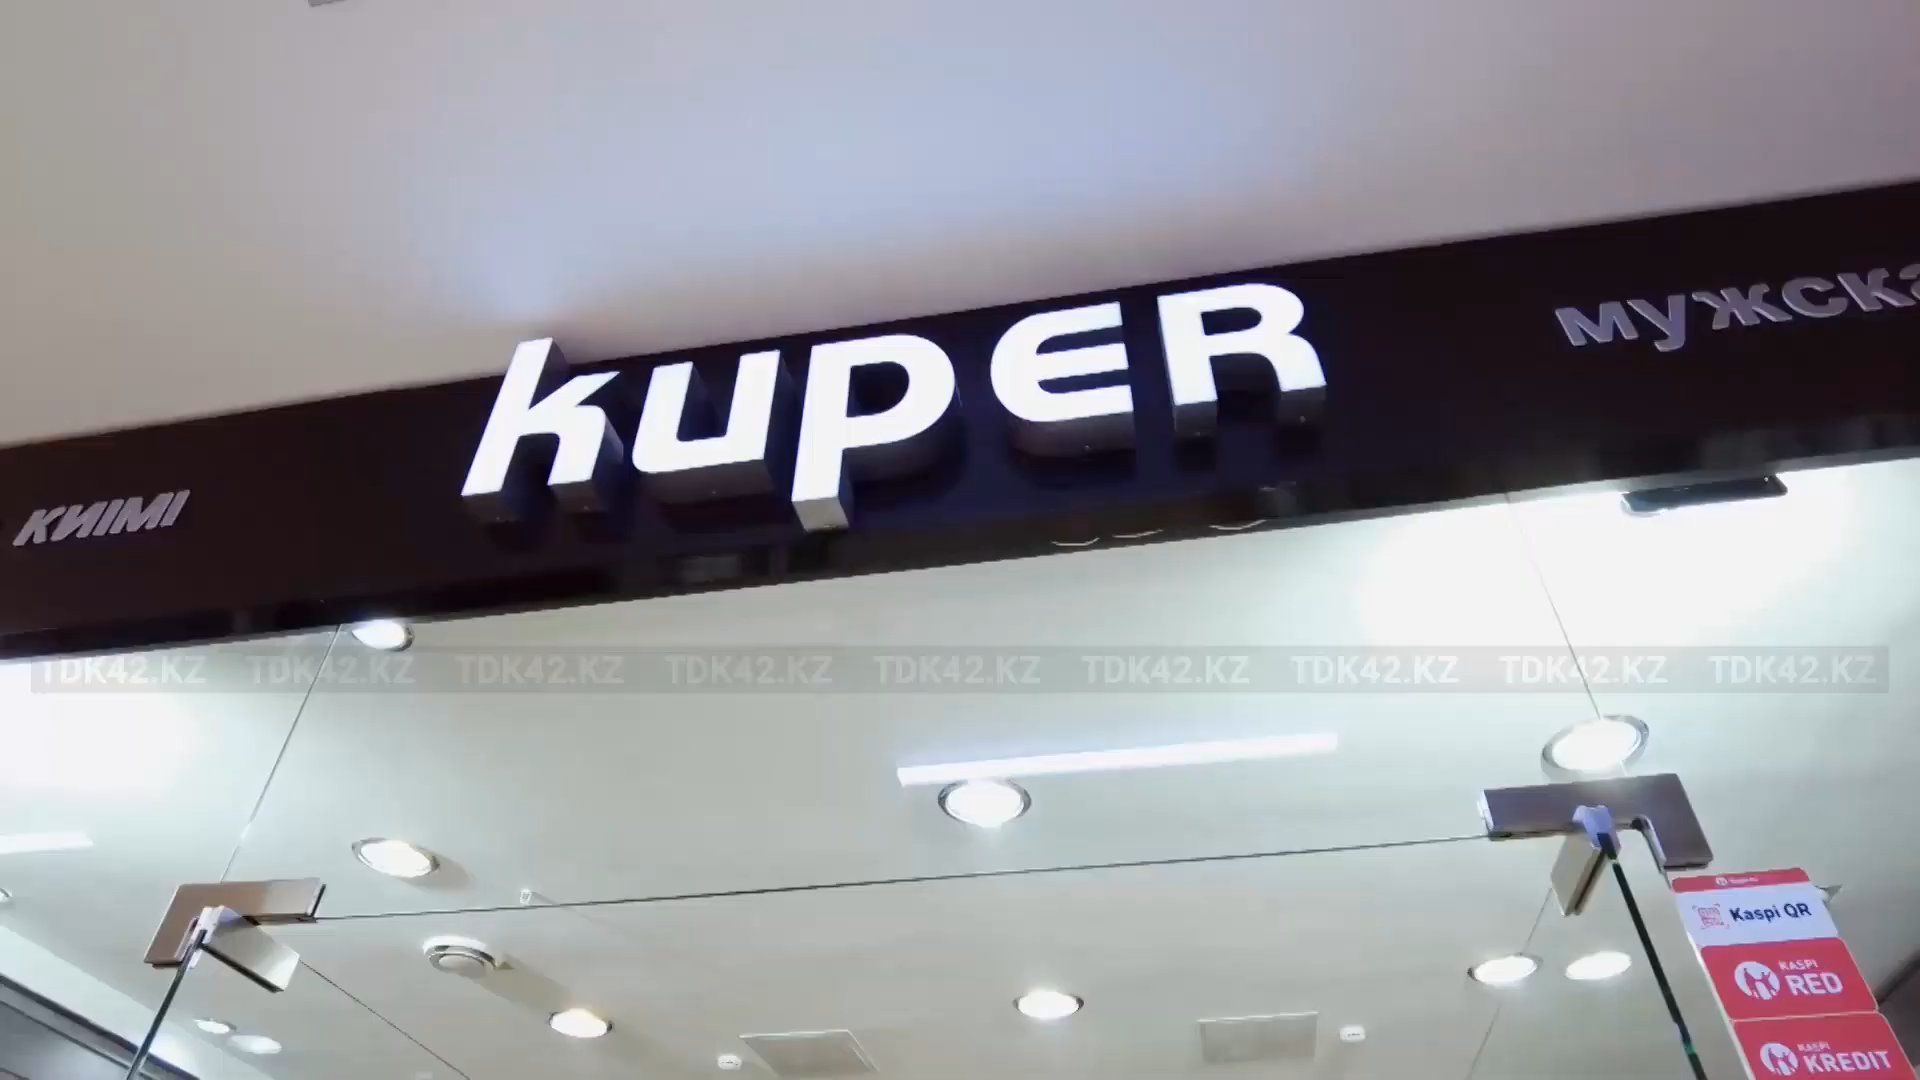 киімі
kupER
мужска
TDK42.KZ TDK42.KZ TDK42.KZ TDK42.KZ TDK42.KZ TDK42.KZ TDK42.KZ TDK42.KZ TDK42.KZ
Kaspi QR
KASPI
RED
KASPI
KREDIT